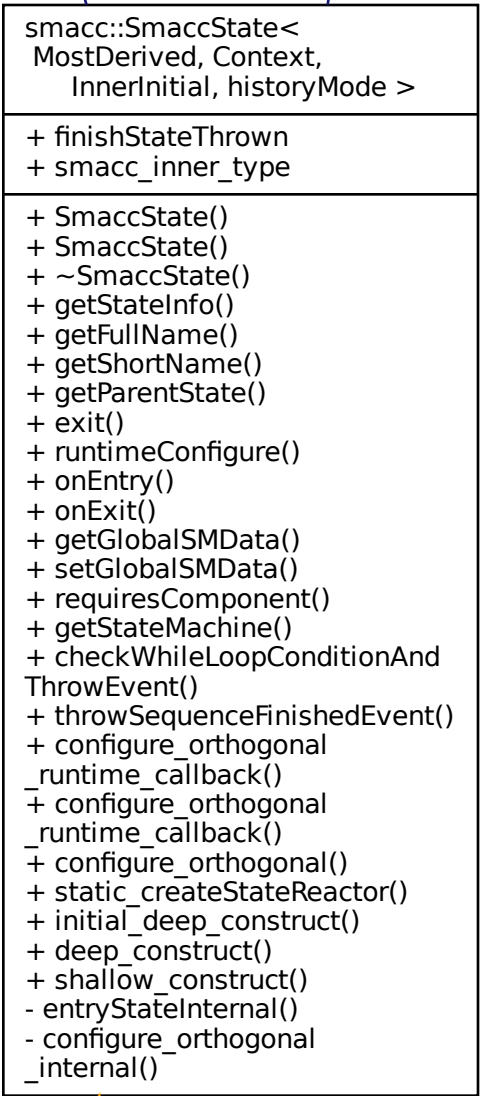 smacc::SmaccState<
MostDerived, Context,
InnerInitial, historyMode >
+ finishStateThrown
+ smacc_inner_type
+ SmaccState()
+ SmaccState()
+ ~SmaccState()
+ getStateInfo()
+ getFullName()
+ getShortName()
+ getParentState()
+ exit()
+ runtimeConfigure()
+ onEntry()
+ onExit()
+ getGlobalSMData()
+ setGlobalSMData()
+ requiresComponent()
+ getStateMachine()
+ checkWhileLoopConditionAnd
ThrowEvent()
+ throwSequenceFinishedEvent()
+ configure_orthogonal
_runtime_callback()
+ configure_orthogonal
_runtime_callback()
+ configure_orthogonal()
+ static_createStateReactor()
+ initial_deep_construct()
+ deep_construct()
+ shallow_construct()
- entryStateInternal()
- configure_orthogonal
_internal()